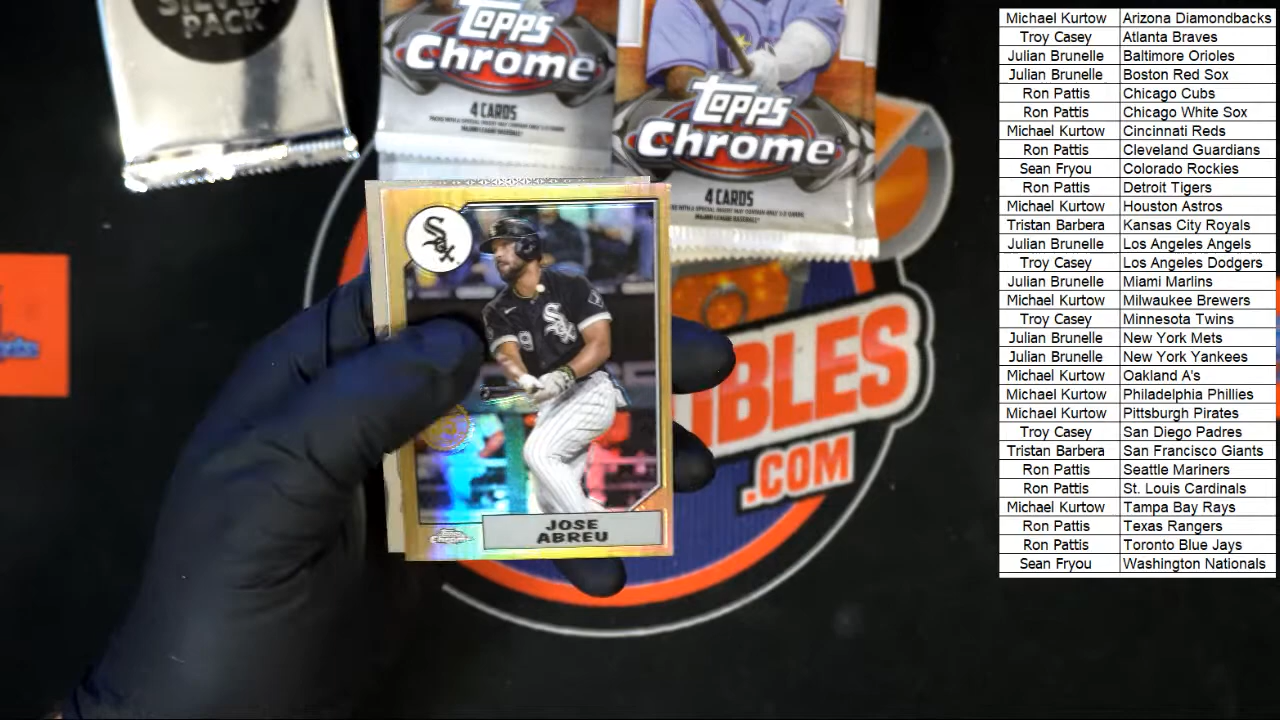 SILVER
PACK
Topps
Chrome
4 CARDS
Topps
Chrome
4 CARDS
Sox
Sox
JOSE
ABREU
Topps
Chrome
IBLES
.COM
Michael Kurtow Arizona Diamondbacks
Troy Casey Atlanta Braves
Julian Brunelle Baltimore Orioles
Julian Brunelle Boston Red Sox
Ron Pattis Chicago Cubs
Ron Pattis Chicago White Sox
Michael Kurtow Cincinnati Reds
Ron Pattis Cleveland Guardians
Sean Fryou Colorado Rockies
Ron Pattis Detroit Tigers
Michael Kurtow Houston Astros
Tristan Barbera Kansas City Royals
Julian Brunelle Los Angeles Angels
Troy Casey Los Angeles Dodgers
Julian Brunelle Miami Marlins
Michael Kurtow Milwaukee Brewers
Troy Casey Minnesota Twins
Julian Brunelle New York Mets
Julian Brunelle New York Yankees
Michael Kurtow Oakland A's
Michael Kurtow Philadelphia Phillies
Michael Kurtow Pittsburgh Pirates
Troy Casey San Diego Padres
Tristan Barbera San Francisco Giants
Ron Pattis Seattle Mariners
Ron Pattis St. Louis Cardinals
Michael Kurtow Tampa Bay Rays
Ron Pattis Texas Rangers
Ron Pattis Toronto Blue Jays
Sean Fryou Washington Nationals